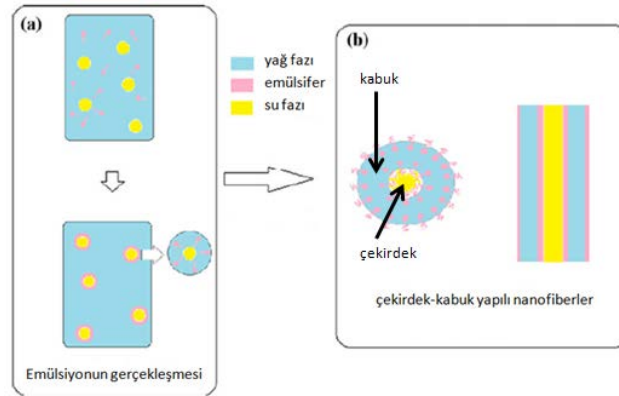 (a)
Emülsiyonun gerçekleşmesi
yağ fazı
emülsifer
su fazı
(b)
kabuk
çekirdek
çekirdek-kabuk yapılı nanofiberler